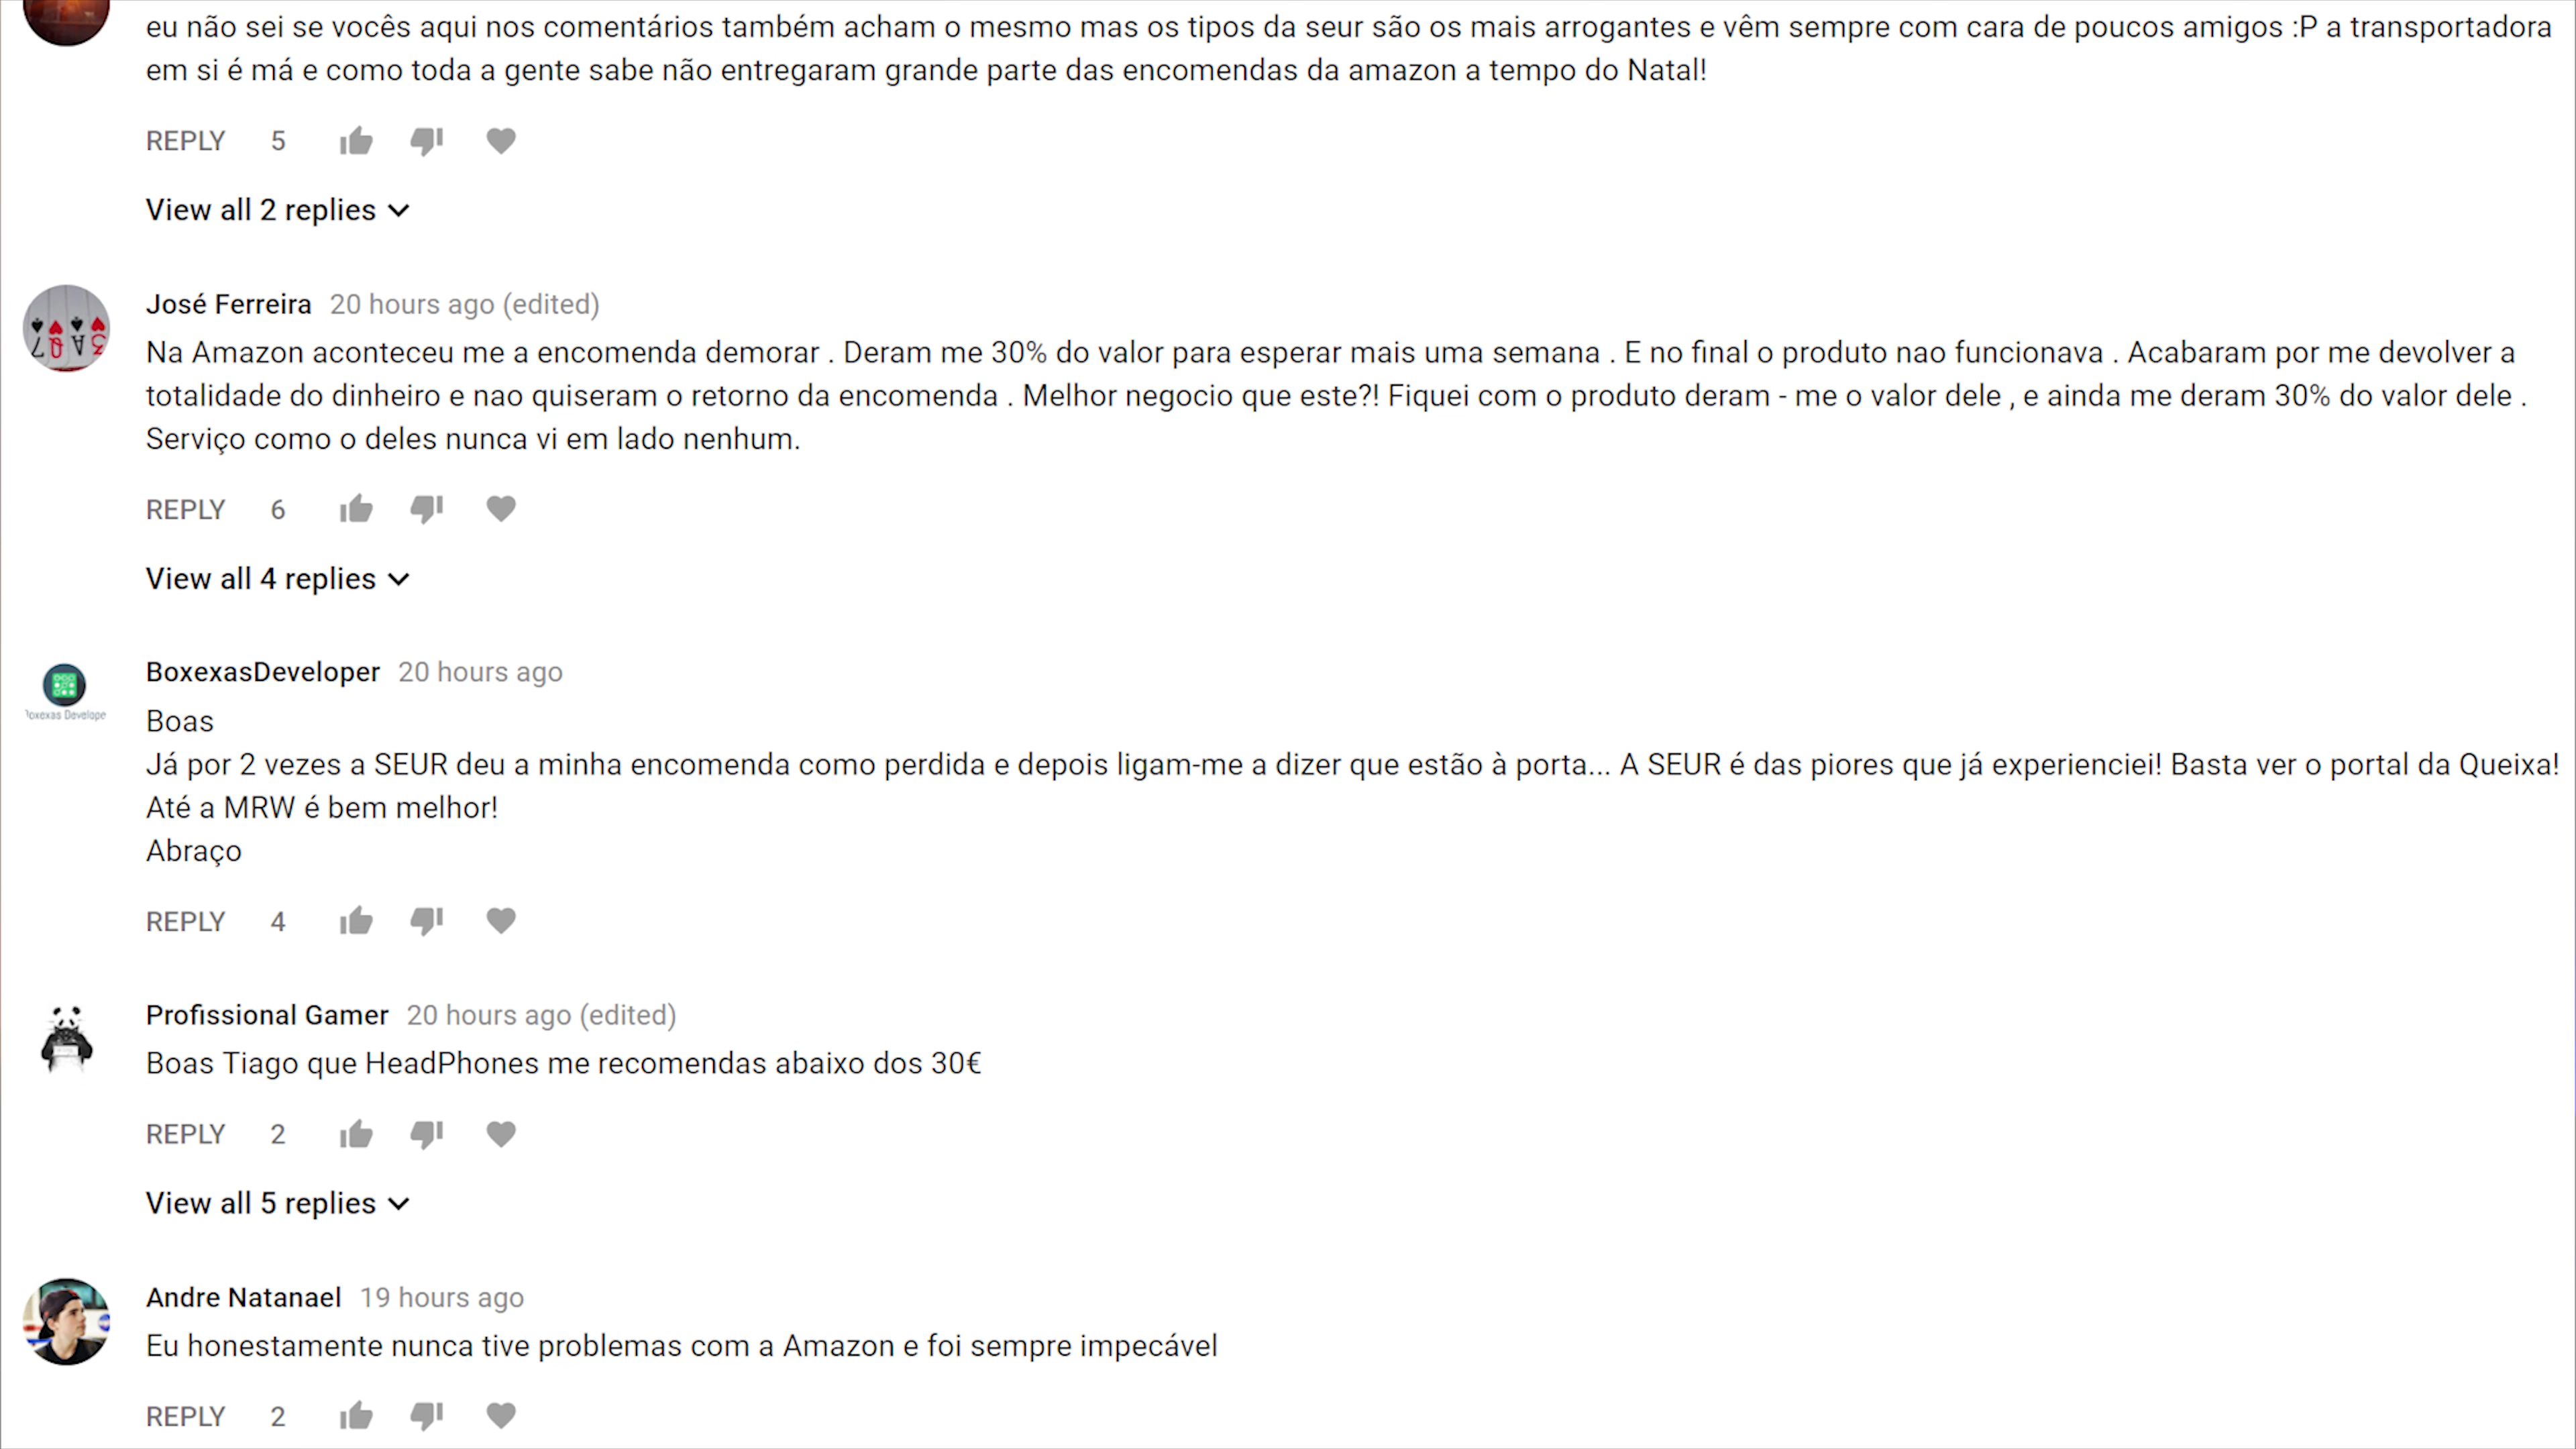 eu não sei se vocês aqui nos comentários também acham o mesmo mas os tipos da seur são os mais arrogantes e vêm sempre com cara de poucos amigos :P a transportadora
em si é má e como toda a gente sabe não entregaram grande parte das encomendas da amazon a tempo do Natal!
REPLY 5
View all 2 replies
José Ferreira 20 hours ago (edited)
Na Amazon aconteceu me a encomenda demorar . Deram me 30% do valor para esperar mais uma semana . E no final o produto nao funcionava . Acabaram por me devolver a
totalidade do dinheiro e nao quiseram o retorno da encomenda . Melhor negocio que este?! Fiquei com o produto deram - me o valor dele , e ainda me deram 30% do valor dele .
Serviço como o deles nunca vi em lado nenhum.
REPLY 6
View all 4 replies
BoxexasDeveloper 20 hours ago
oxexas Develope
Boas
Já por 2 vezes a SEUR deu a minha encomenda como perdida e depois ligam-me a dizer que estão à porta... A SEUR é das piores que já experienciei! Basta ver o portal da Queixa!
Até a MRW é bem melhor!
Abraço
REPLY 4
Profissional Gamer 20 hours ago (edited)
Boas Tiago que HeadPhones me recomendas abaixo dos 30€
REPLY 2
View all 5 replies
Andre Natanael 19 hours ago
Eu honestamente nunca tive problemas com a Amazon e foi sempre impecável
REPLY 2